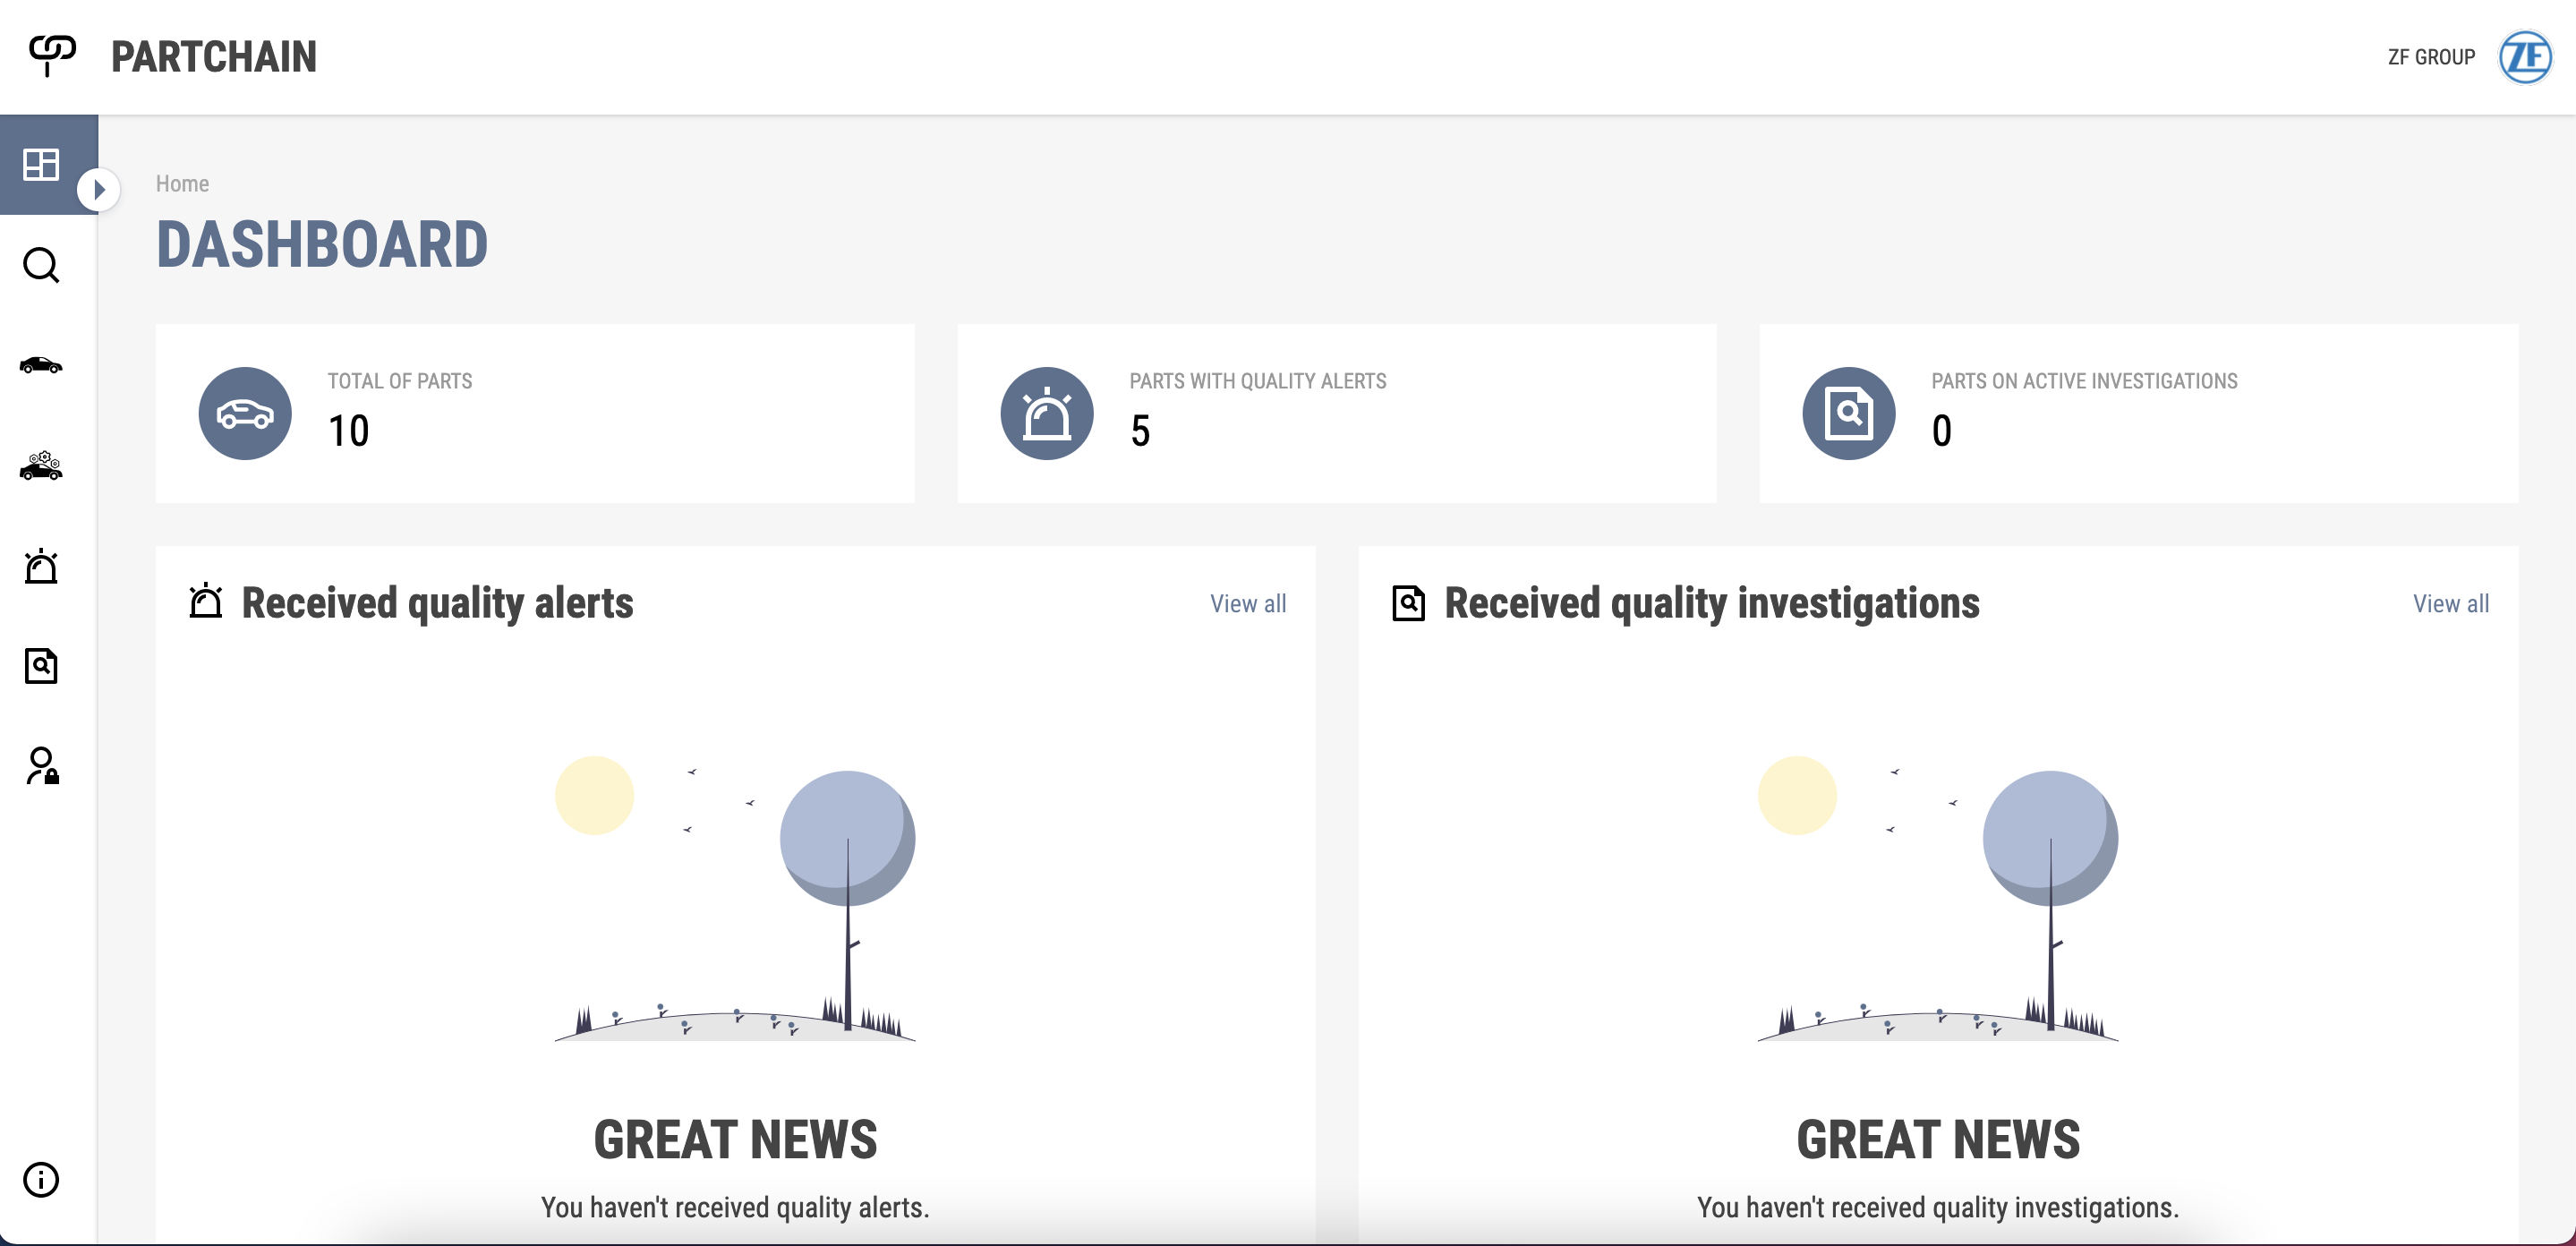 PARTCHAIN
ZF GROUP
ZF
Home
DASHBOARD
TOTAL OF PARTS
10
PARTS WITH QUALITY ALERTS
5
PARTS ON ACTIVE INVESTIGATIONS
0
Received quality alerts
View all
Received quality investigations
View all
GREAT NEWS
You haven't received quality alerts.
GREAT NEWS
You haven't received quality investigations.